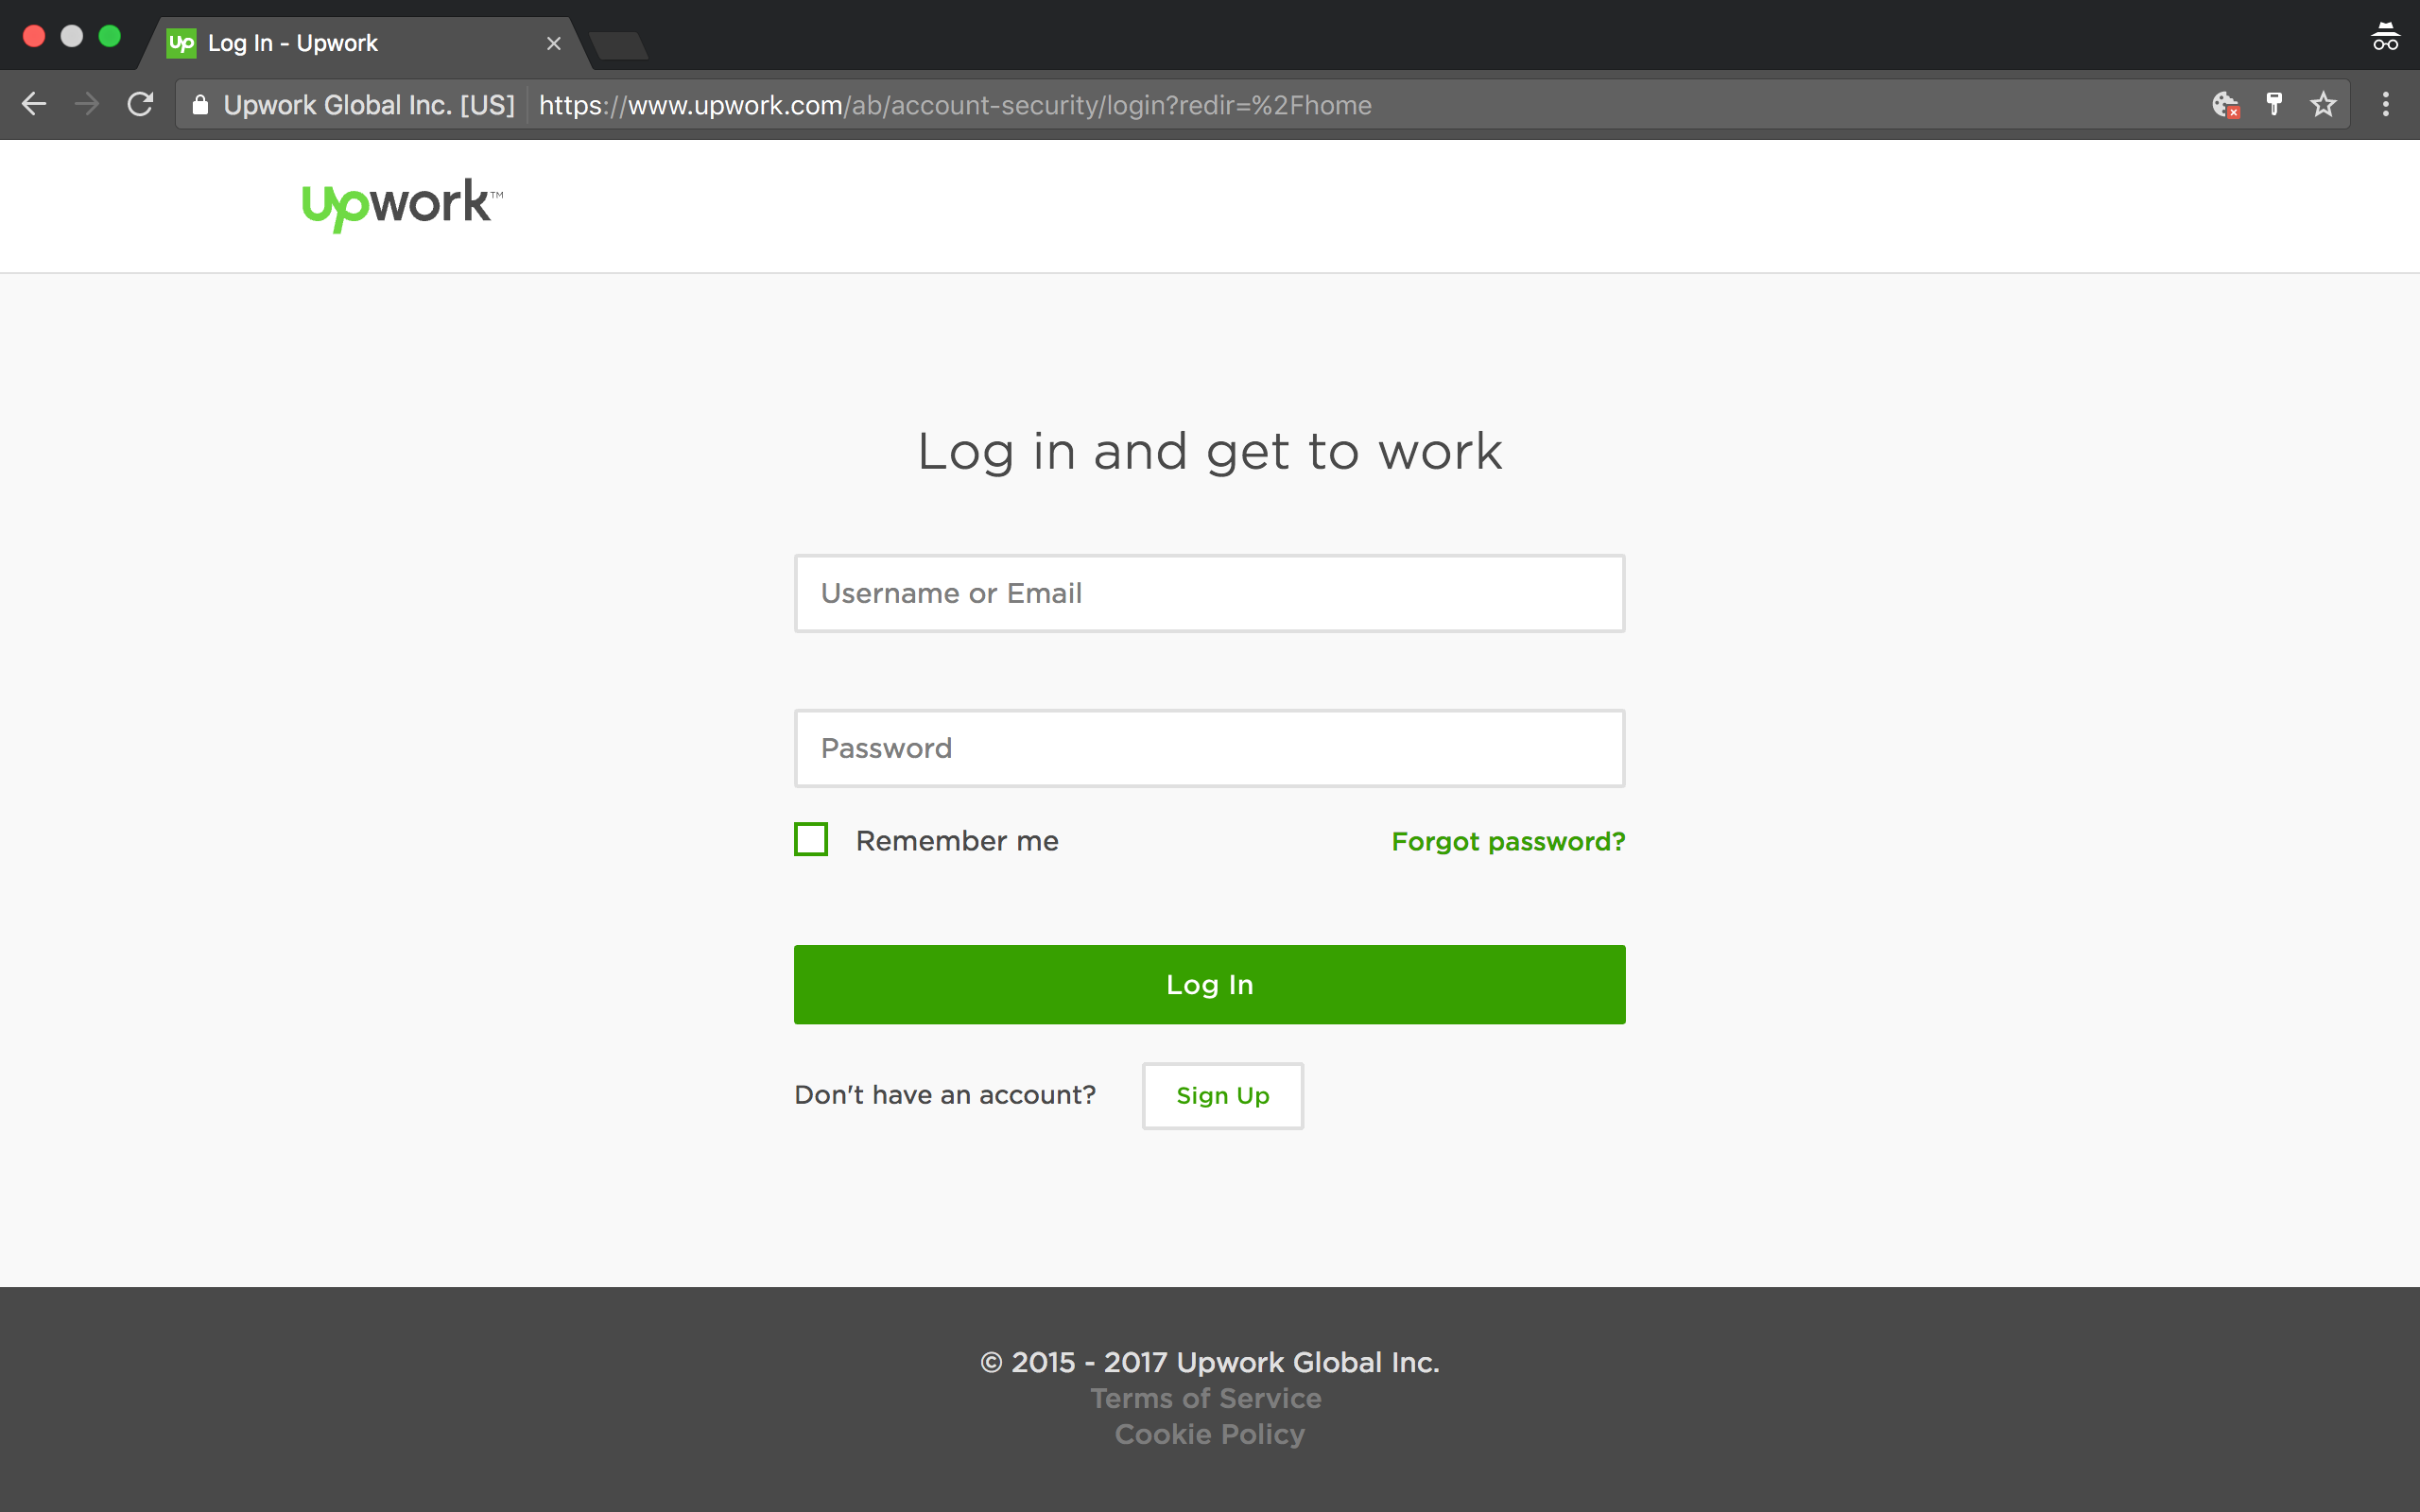 Up Log In - Upwork
Upwork Global Inc. [US] https://www.upwork.com/ab/account-security/login?redir=%2Fhome
upwork™
Log in and get to work
Username or Email
Password
Remember me Forgot password?
Log In
Don't have an account? Sign Up
© 2015 - 2017 Upwork Global Inc.
Terms of Service
Cookie Policy